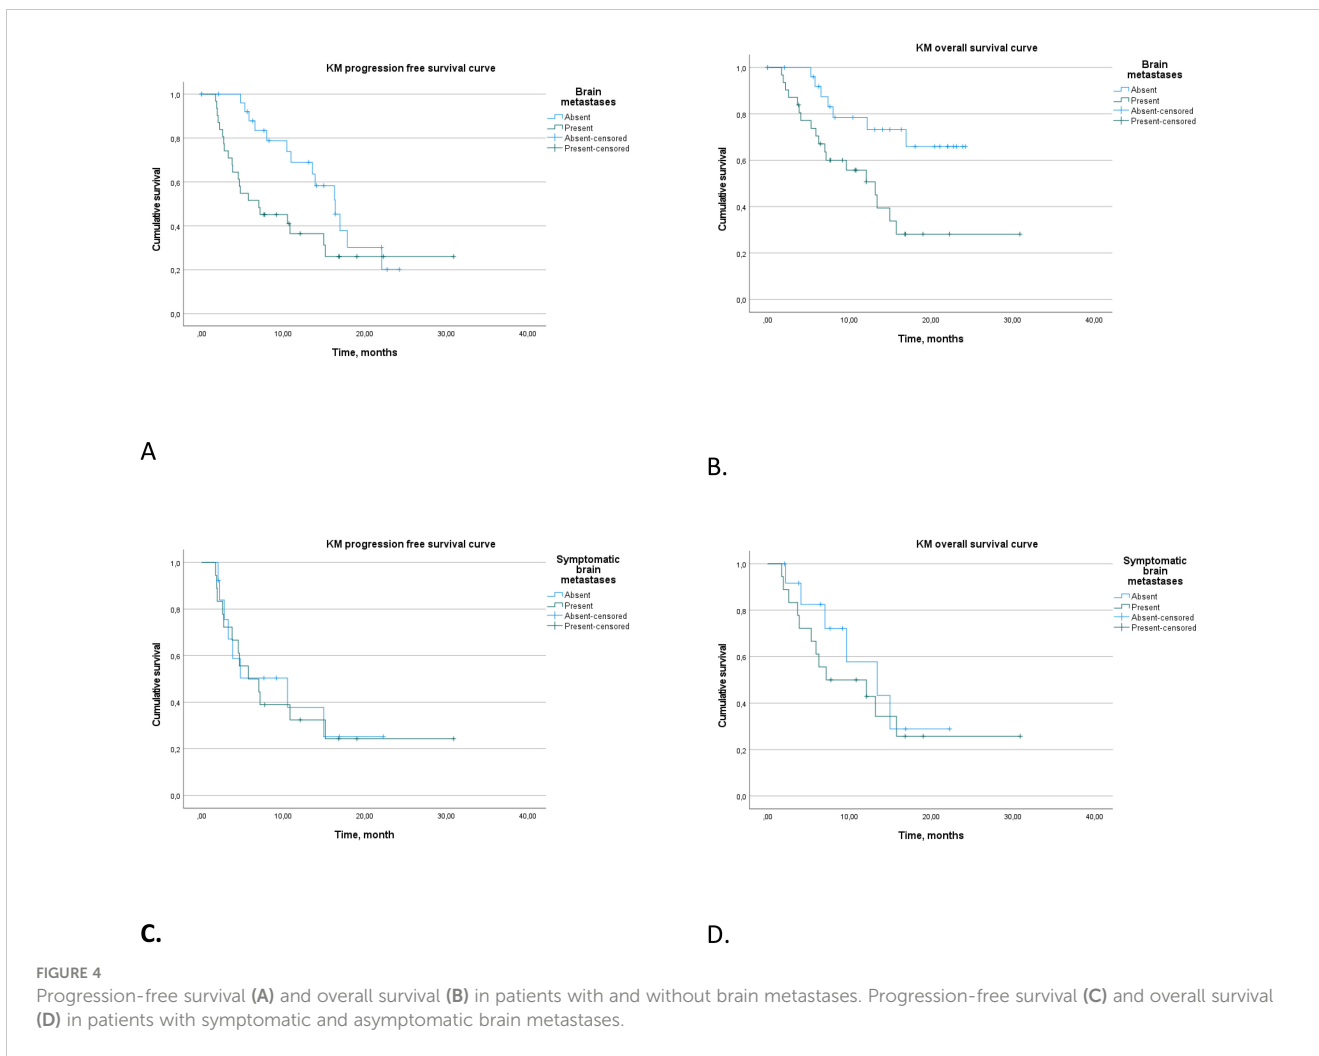 KM progression free survival curve
Cumulative survival
1,0
0,8
0,6
0,4
0,2
0,0
,00
10,00
20,00
30,00
40,00
Time, months
Brain
metastases
Absent
Present
Absent-censored
Present-censored
A
KM overall survival curve
Cumulative survival
1,0
0,8
0,6
0,4
0,2
0,0
,00
10,00
20,00
30,00
40,00
Time, months
Brain
metastases
Absent
Present
Absent-censored
Present-censored
B.
KM progression free survival curve
Cumulative survival
1,0
0,8
0,6
0,4
0,2
0,0
,00
10,00
20,00
30,00
40,00
Time, month
Symptomatic
brain
metastases
Absent
Present
Absent-censored
Present-censored
C.
KM overall survival curve
Cumulative survival
1,0
0,8
0,6
0,4
0,2
0,0
,00
10,00
20,00
30,00
40,00
Time, months
Symptomatic
brain
metastases
Absent
Present
Absent-censored
Present-censored
D.
FIGURE 4
Progression-free survival (A) and overall survival (B) in patients with and without brain metastases. Progression-free survival (C) and overall survival
(D) in patients with symptomatic and asymptomatic brain metastases.